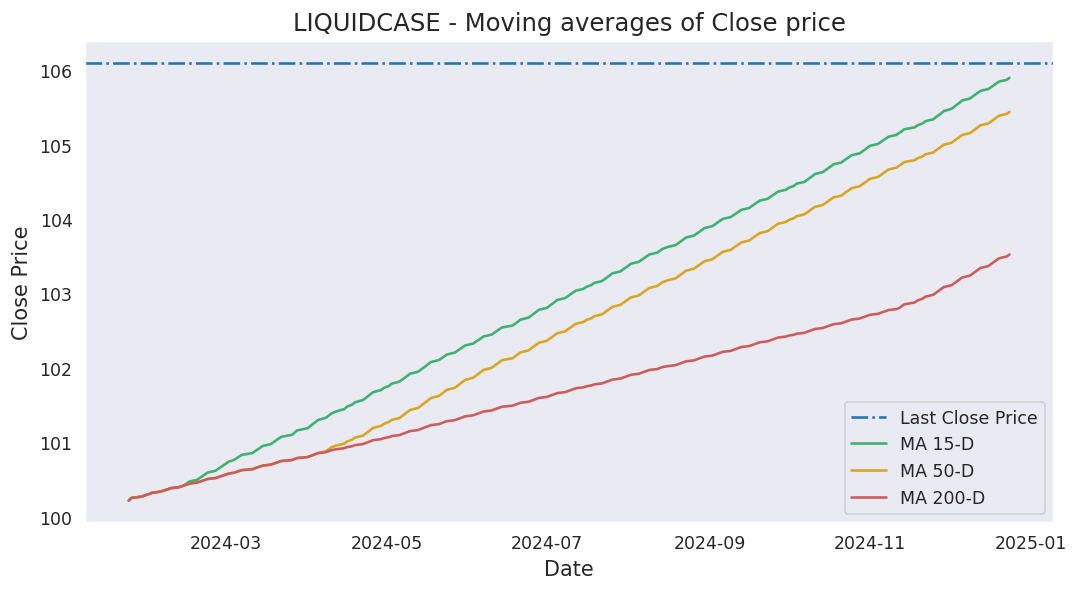 LIQUIDCASE - Moving averages of Close price
106
105
104
103
102
101
100
Close Price
2024-03
2024-05
2024-07
2024-09
2024-11
2025-01
Date
Last Close Price
MA 15-D
MA 50-D
MA 200-D